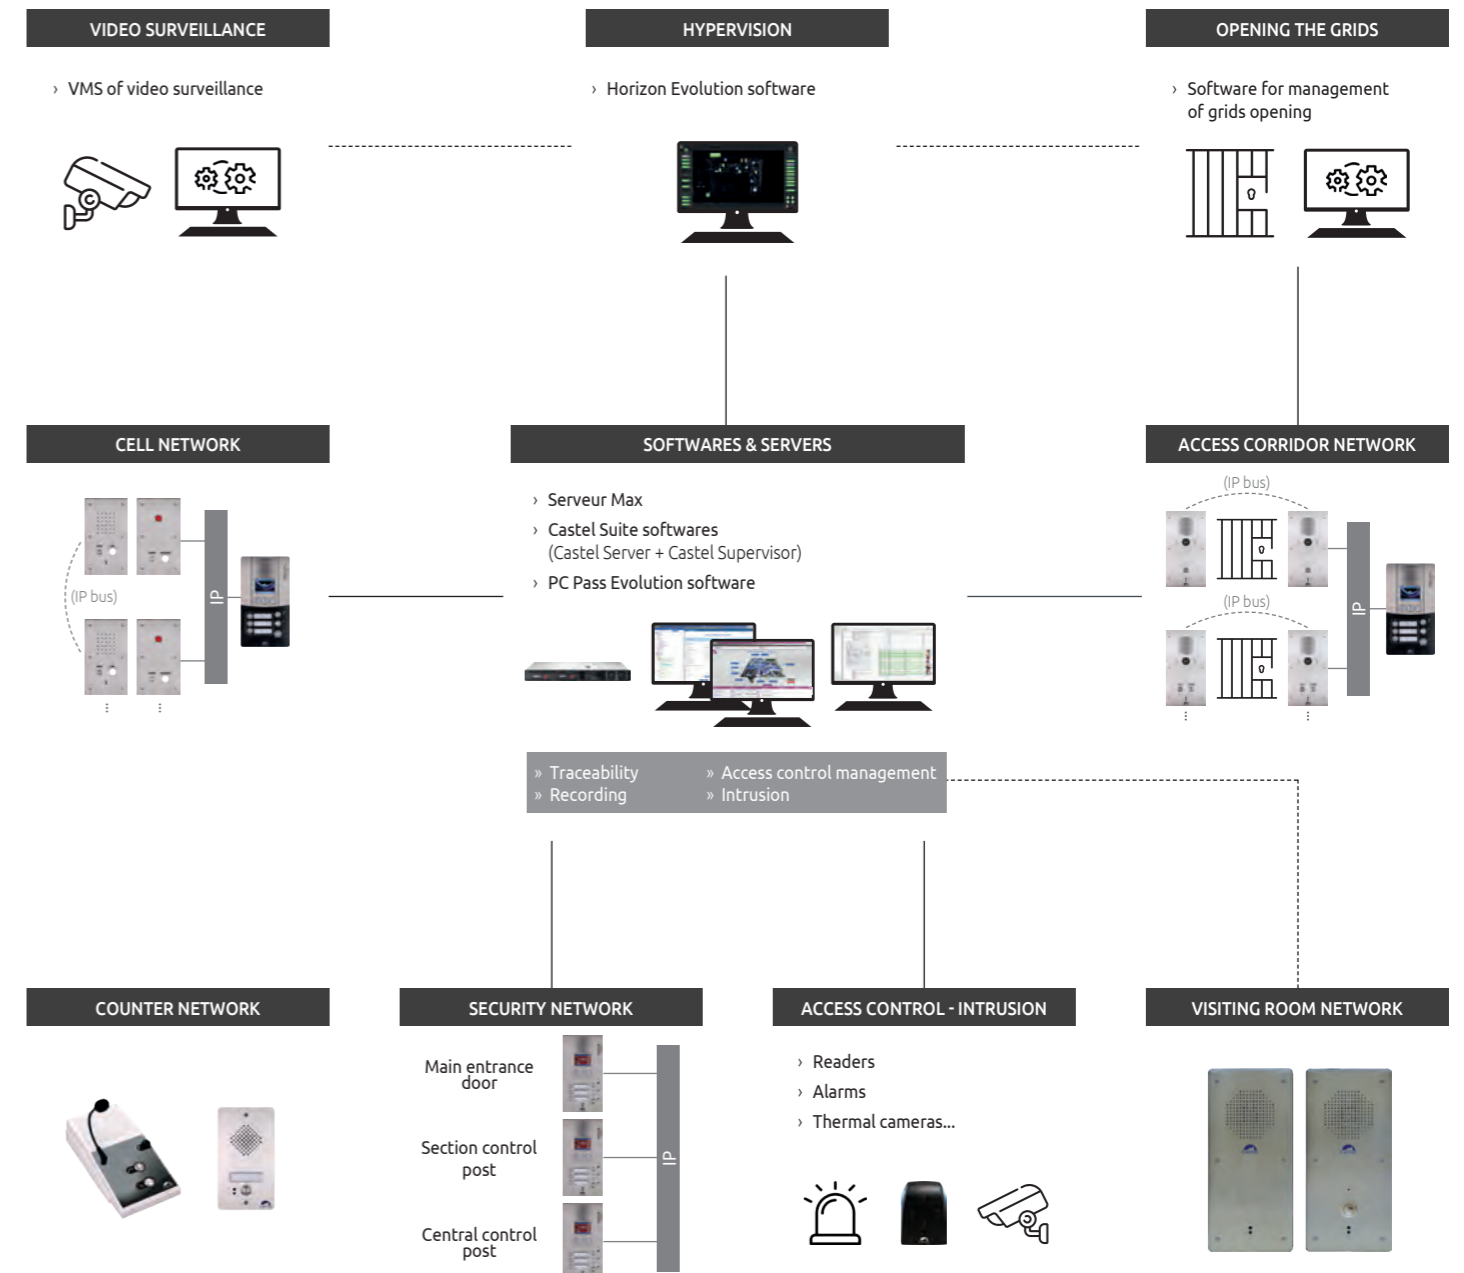 VIDEO SURVEILLANCE
HYPERVISION
OPENING THE GRIDS
› VMS of video surveillance
› Horizon Evolution software
› Software for management
of grids opening
CELL NETWORK
SOFTWARES & SERVERS
ACCESS CORRIDOR NETWORK
(IP bus)
IP
› Serveur Max
› Castel Suite softwares
(Castel Server + Castel Supervisor)
› PC Pass Evolution software
(IP bus)
(IP bus)
IP
» Traceability
» Recording
» Access control management
» Intrusion
COUNTER NETWORK
SECURITY NETWORK
ACCESS CONTROL - INTRUSION
VISITING ROOM NETWORK
Main entrance
door
Section control
post
Central control
post
IP
› Readers
› Alarms
› Thermal cameras...